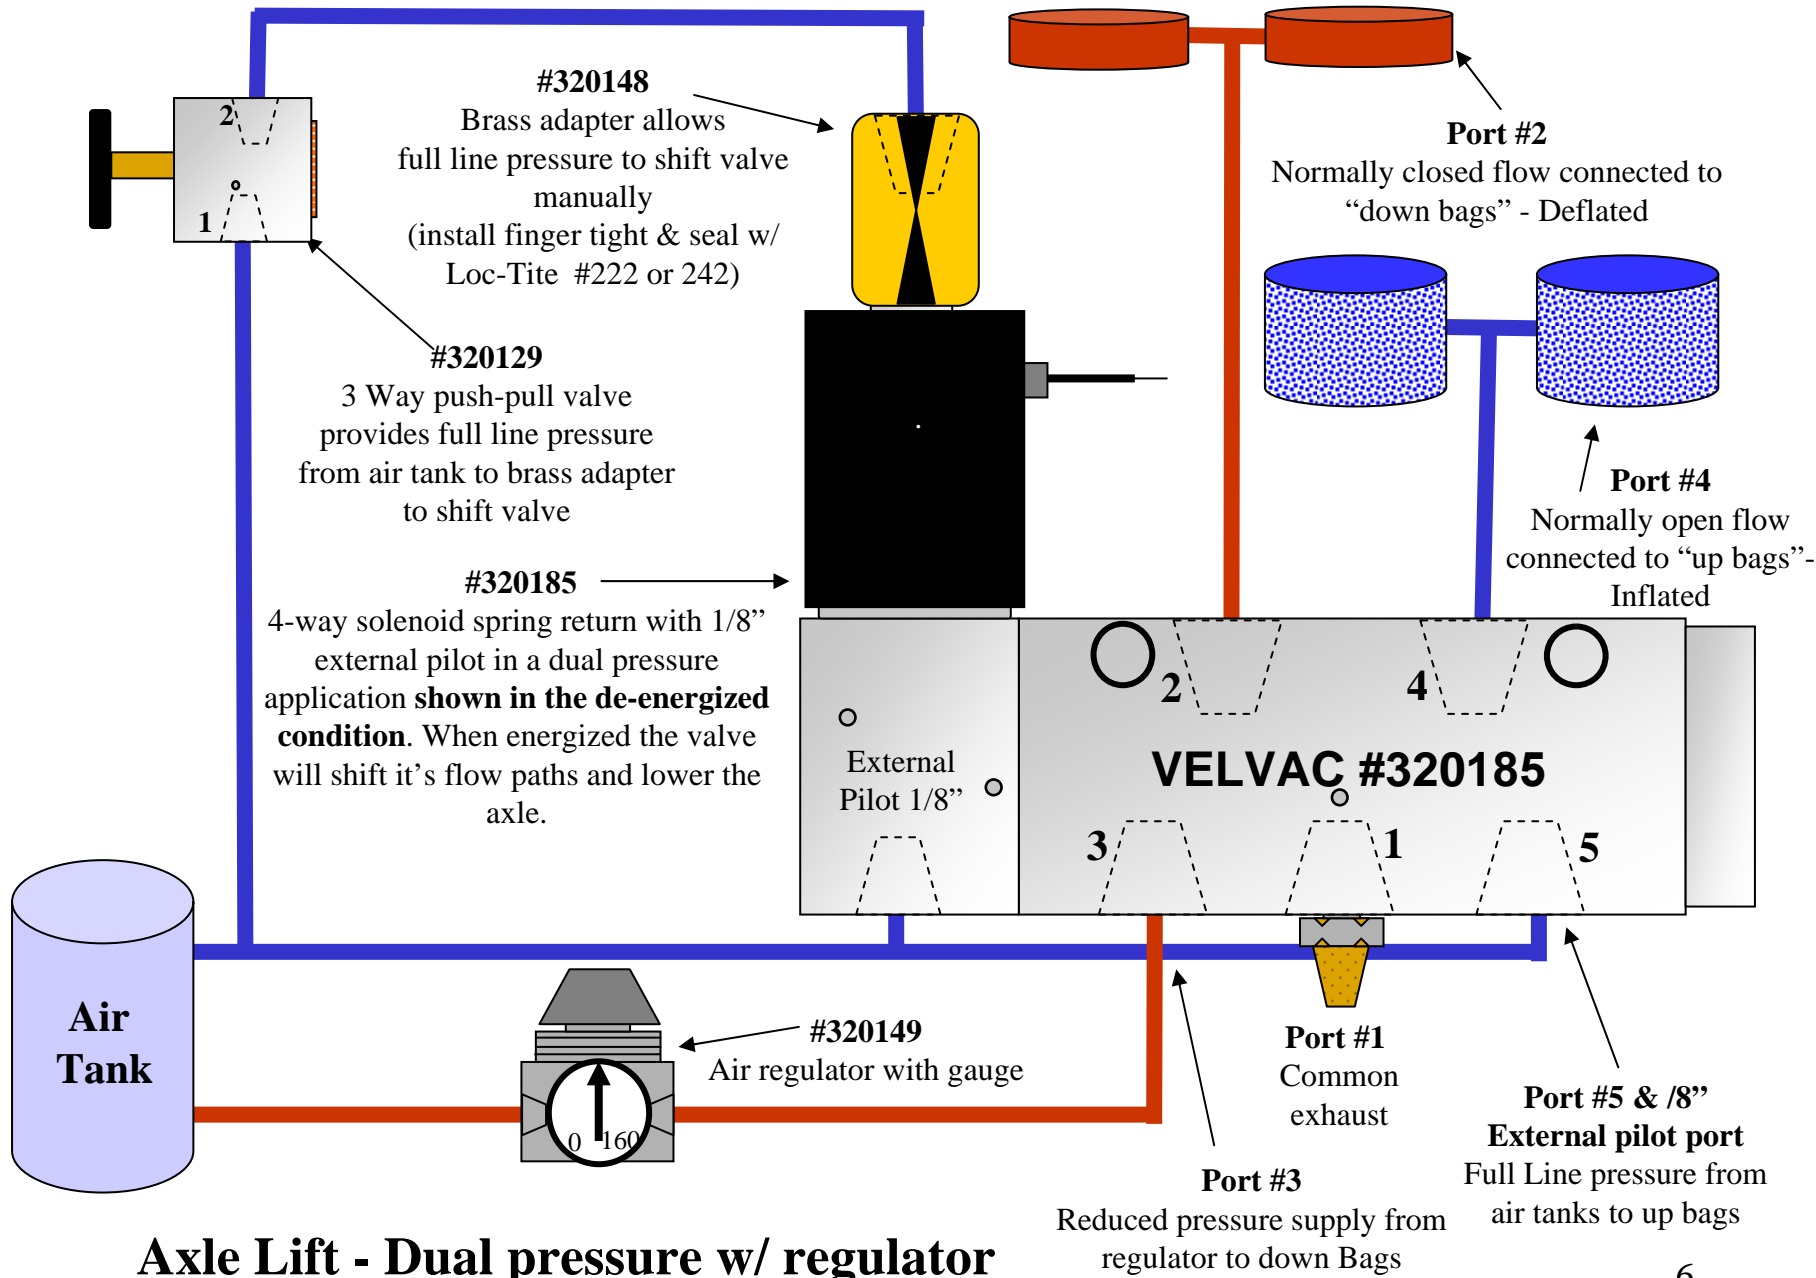 #320148
Brass adapter allows
full line pressure to shift valve
manually
(install finger tight & seal w/
Loc-Tite #222 or 242)
2
1
#320129
3 Way push-pull valve
provides full line pressure
from air tank to brass adapter
to shift valve
Port #2
Normally closed flow connected to
“down bags” - Deflated
Port #4
Normally open flow
connected to “up bags”-
Inflated
#320185
4-way solenoid spring return with 1/8”
external pilot in a dual pressure
application shown in the de-energized
condition. When energized the valve
will shift it’s flow paths and lower the
axle.
2
4
External
Pilot 1/8”
VELVAC #320185
3
1
5
Air
Tank
#320149
Air regulator with gauge
0 160
Port #1
Common
exhaust
Port #5 & /8”
External pilot port
Full Line pressure from
air tanks to up bags
Port #3
Reduced pressure supply from
regulator to down Bags
Axle Lift - Dual pressure w/ regulator
6